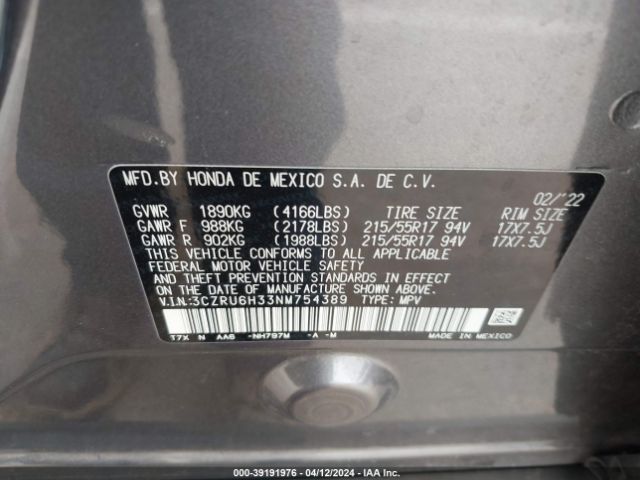 MFD.BY HONDA DE MEXICO S.A. DE C.V.
02/'22
GVWR 1890KG (4166LBS) TIRE SIZE RIM SIZE
GAWR F 988KG (2178LBS) 215/55R17 94V 17X7.5J
GAWR R 902KG (1988LBS) 215/55R17 94V 17X7.5J
THIS VEHICLE CONFORMS TO ALL APPLICABLE
FEDERAL MOTOR VEHICLE SAFETY
AND THEFT PREVENTION STANDARDS IN EFFECT
ON THE DATE OF MANUFACTURE SHOWN ABOVE.
V.I.N.:3CZRU6H33NM754389 TYPE: MPV
T7X N AA6 -NH797M -A -M MADE IN MEXICO
000-39191976 - 04/12/2024 - IAA Inc.